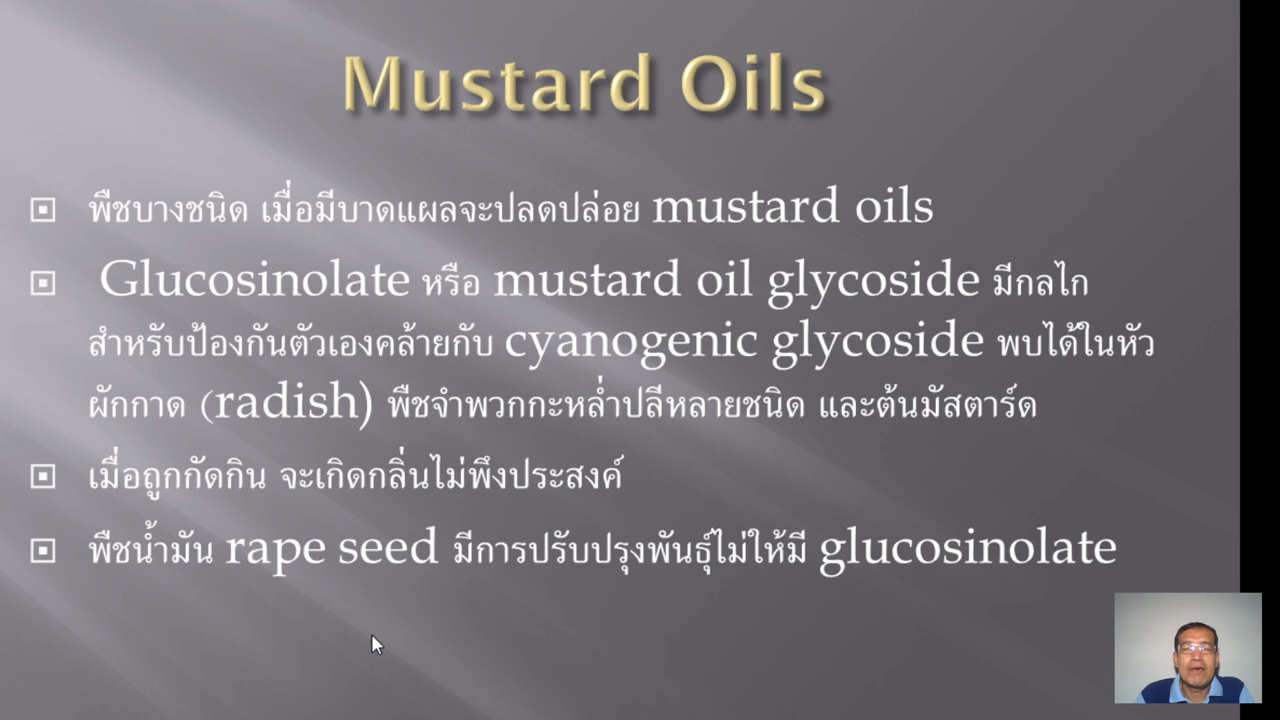 Mustard Oils
พืชบางชนิด เมื่อมีบาดแผลจะปลดปล่อย mustard oils
Glucosinolate หรือ mustard oil glycoside มีกลไก
สำหรับป้องกันตัวเองคล้ายกับ cyanogenic glycoside พบได้ในหัว
ผักกาด (radish) พืชจำพวกกะหล่ำปลีหลายชนิด และต้นมัสตาร์ด
เมื่อถูกกัดกิน จะเกิดกลิ่นไม่พึงประสงค์
พืชน้ำมัน rape seed มีการปรับปรุงพันธุ์ไม่ให้มี glucosinolate